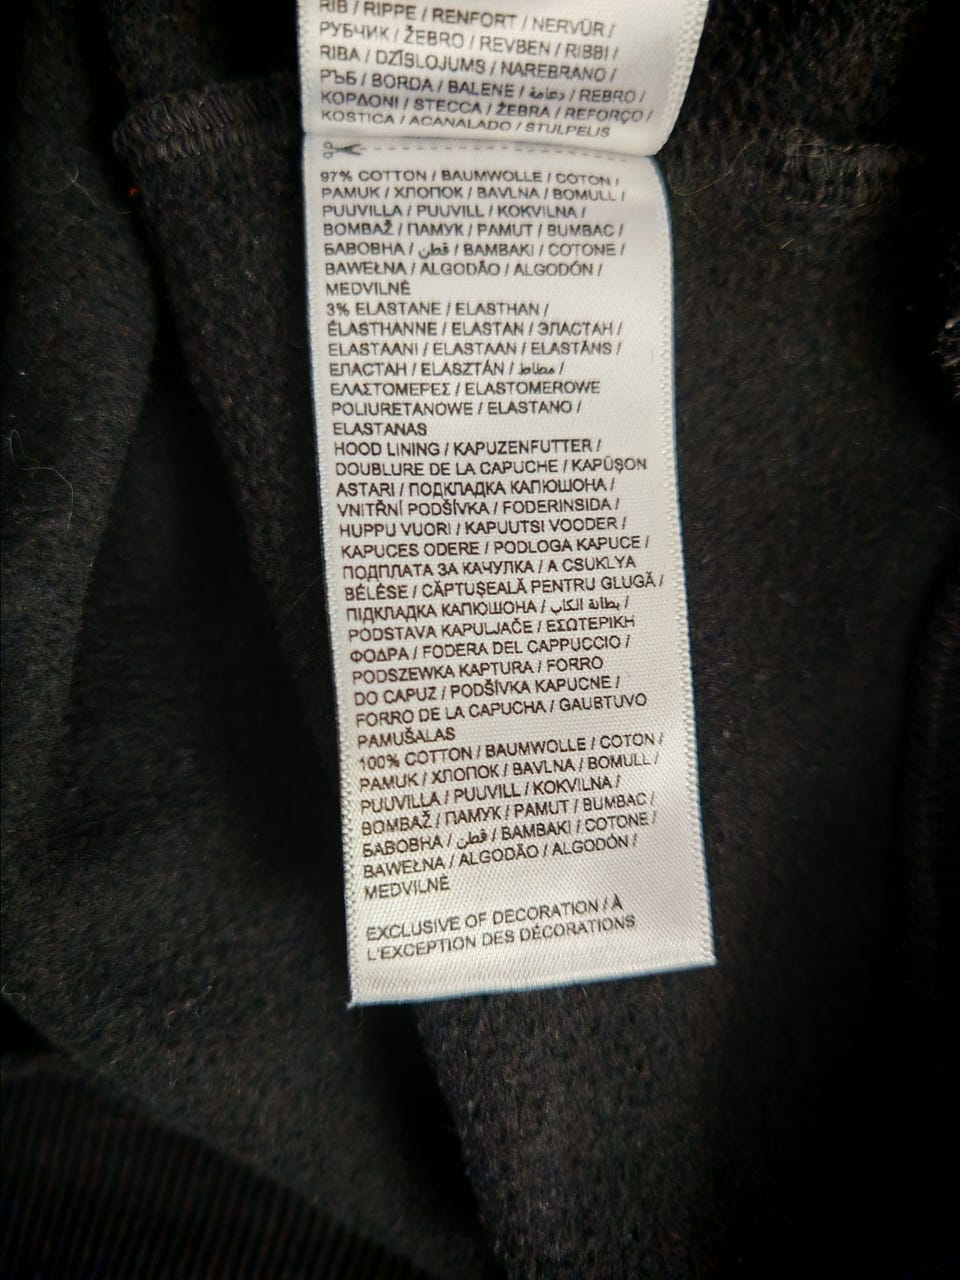 RIB / RIPPE / RENFORT / NERVÜR /
РУБЧИК / ŽEBRO / REVBEN / RIBBI /
RIBA / DZĪSLOJUMS / NAREBRANO /
РЪБ / BORDA / BALENE / دعامة / REBRO /
ΚΟΡΔΟΝΙ / STECCA / ŻEBRA / REFORÇO /
KOSTICA / ACANALADO / STULPELIS
97% COTTON / BAUMWOLLE / COTON /
PAMUK / ХЛОПОК / BAVLNA / BOMULL /
PUUVILLA / PUUVILL / KOKVILNA /
BOMBAŽ / ПАМУК / PAMUT / BUMBAC /
БАВОВНА / قطن / BAMBAKI / COTONE /
BAWEŁNA / ALGODÃO / ALGODÓN /
MEDVILNĖ
3% ELASTANE / ELASTHAN /
ÉLASTHANNE / ELASTAN / ЭЛАСТАН /
ELASTAANI / ELASTAAN / ELASTĀNS /
ЕЛАСТАН / ELASZTÁN / مطاط /
ΕΛΑΣΤΟΜΕΡΕΣ / ELASTOMEROWE
POLIURETANOWE / ELASTANO /
ELASTANAS
HOOD LINING / KAPUZENFUTTER /
DOUBLURE DE LA CAPUCHE / KAPÜŞON
ASTARI / ПОДКЛАДКА КАПЮШОНА /
VNITŘNÍ PODŠÍVKA / FODERINSIDA /
HUPPU VUORI / KAPUUTSI VOODER /
KAPUCES ODERE / PODLOGA KAPUCE /
ПОДПЛАТА ЗА КАЧУЛКА / A CSUKLYA
BÉLÉSE / CĂPTUŞEALĂ PENTRU GLUGĂ /
ПІДКЛАДКА КАПЮШОНА / بطانة الكاب /
PODSTAVA KAPULJAČE / ΕΣΩΤΕΡΙΚΗ
ΦΟΔΡΑ / FODERA DEL CAPPUCCIO /
PODSZEWKA KAPTURA / FORRO
DO CAPUZ / PODŠÍVKA KAPUCNE /
FORRO DE LA CAPUCHA / GAUBTUVO
PAMUŠALAS
100% COTTON / BAUMWOLLE / COTON /
PAMUK / ХЛОПОК / BAVLNA / BOMULL /
PUUVILLA / PUUVILL / KOKVILNA /
BOMBAŽ / ПАМУК / PAMUT / BUMBAC /
БАВОВНА / قطن / BAMBAKI / COTONE /
BAWEŁNA / ALGODÃO / ALGODÓN /
MEDVILNĖ
EXCLUSIVE OF DECORATION / À
L'EXCEPTION DES DÉCORATIONS